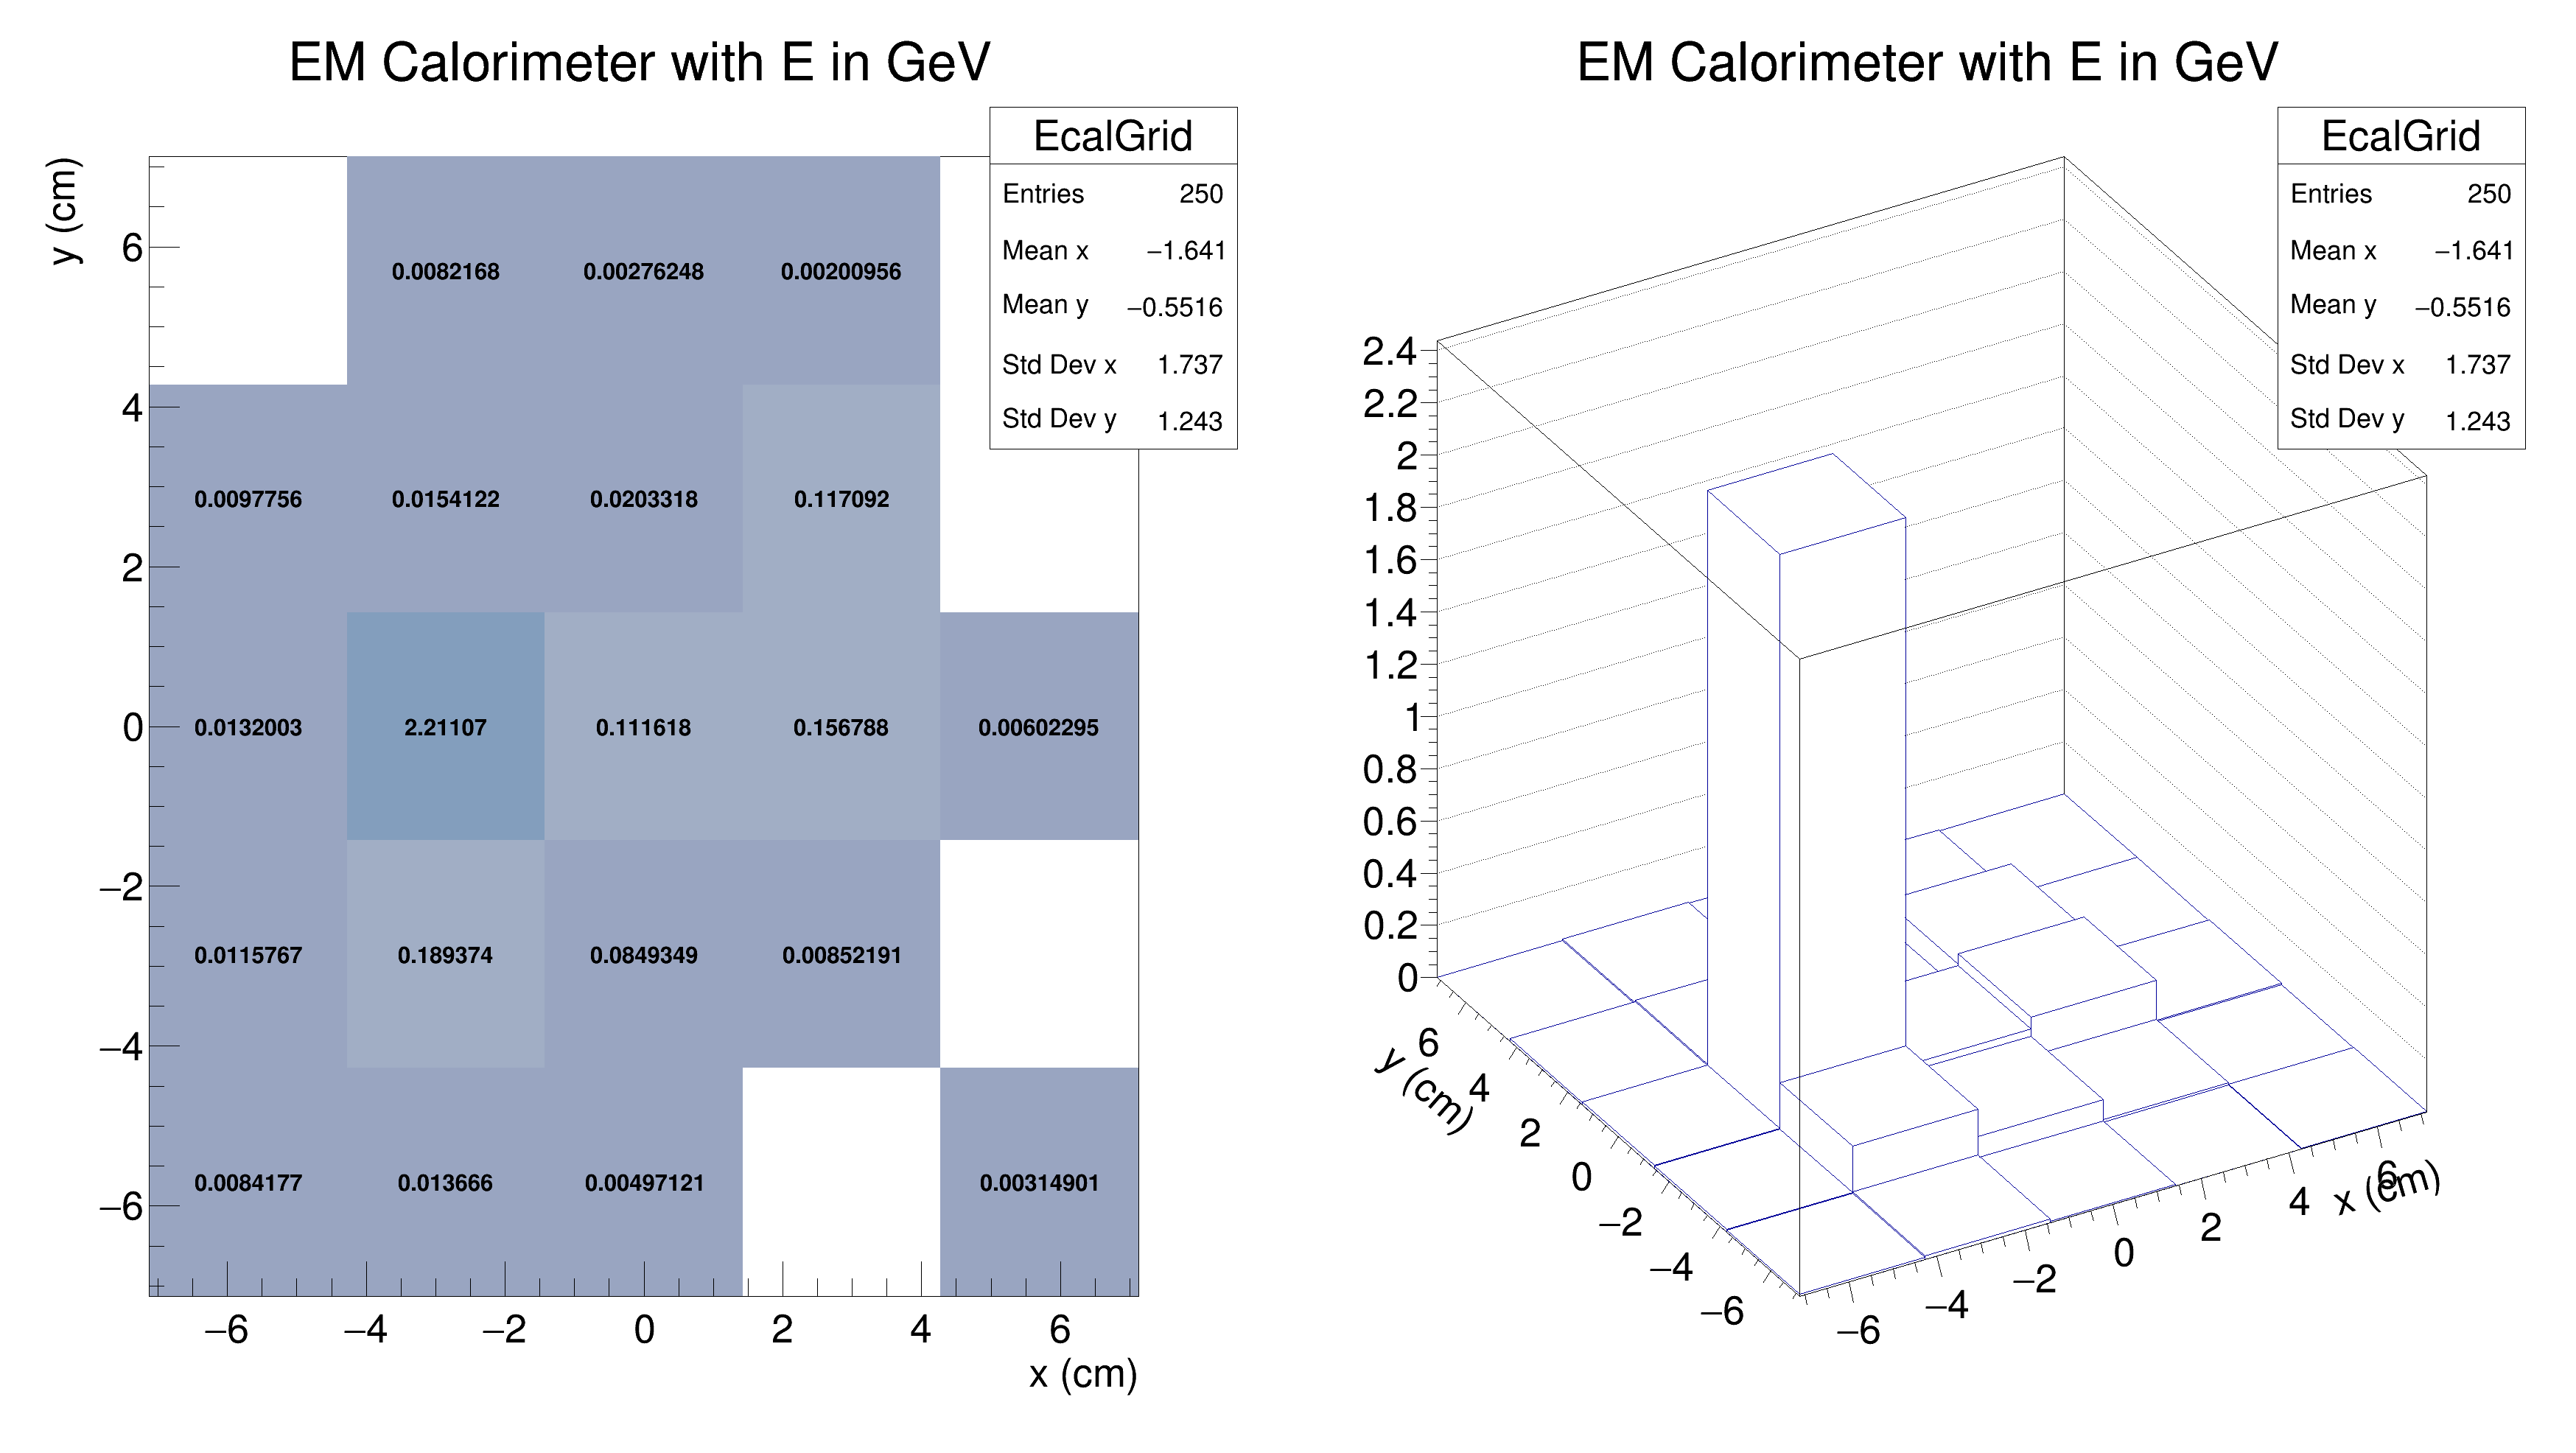 EM Calorimeter with E in GeV
EcalGrid
Entries 250
Mean x −1.641
Mean y −0.5516
Std Dev x 1.737
Std Dev y 1.243
y (cm)
6
4
2
0
−2
−4
−6
0.0082168 0.00276248 0.00200956
0.0097756 0.0154122 0.0203318 0.117092
0.0132003 2.21107 0.111618 0.156788 0.00602295
0.0115767 0.189374 0.0849349 0.00852191
0.0084177 0.013666 0.00497121 0.00314901
−6 −4 −2 0 2 4 6
x (cm)
EM Calorimeter with E in GeV
EcalGrid
Entries 250
Mean x −1.641
Mean y −0.5516
Std Dev x 1.737
Std Dev y 1.243
2.4
2.2
2
1.8
1.6
1.4
1.2
1
0.8
0.6
0.4
0.2
0
y (cm)
6
4
2
0
−2
−4
−6
−6
−4
−2
0
2
4
6
x (cm)